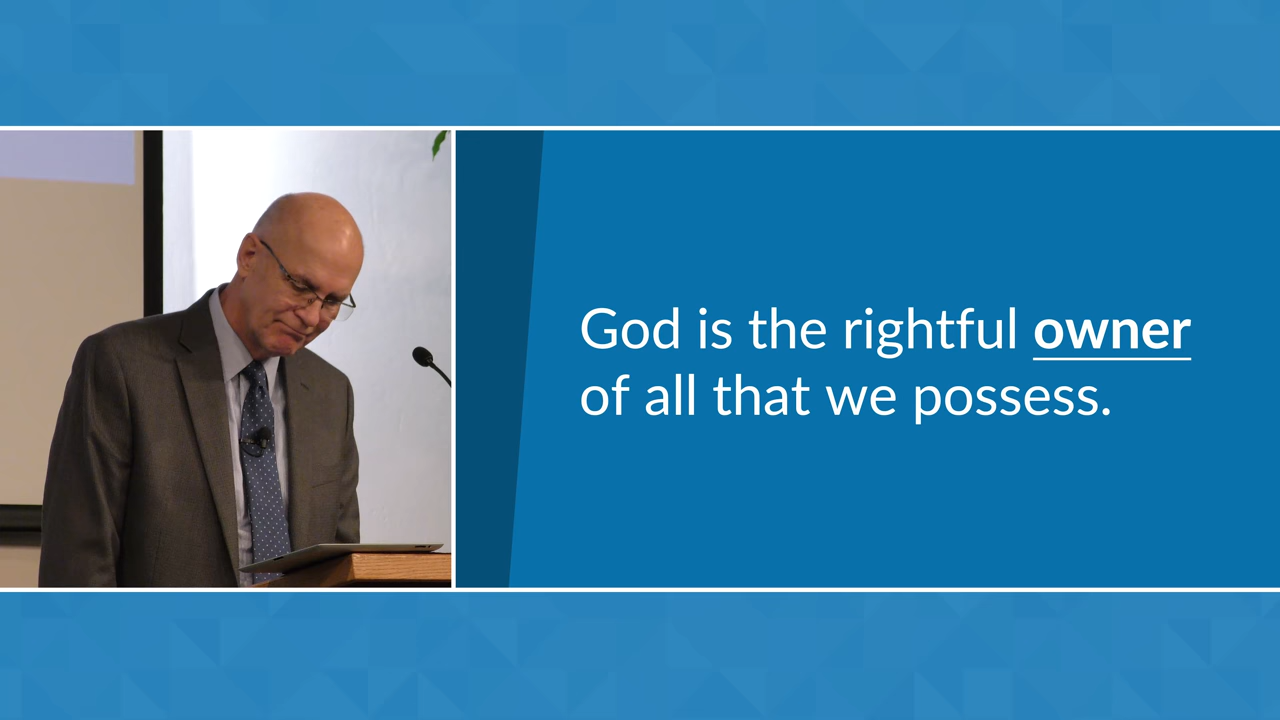 God is the rightful owner
of all that we possess.